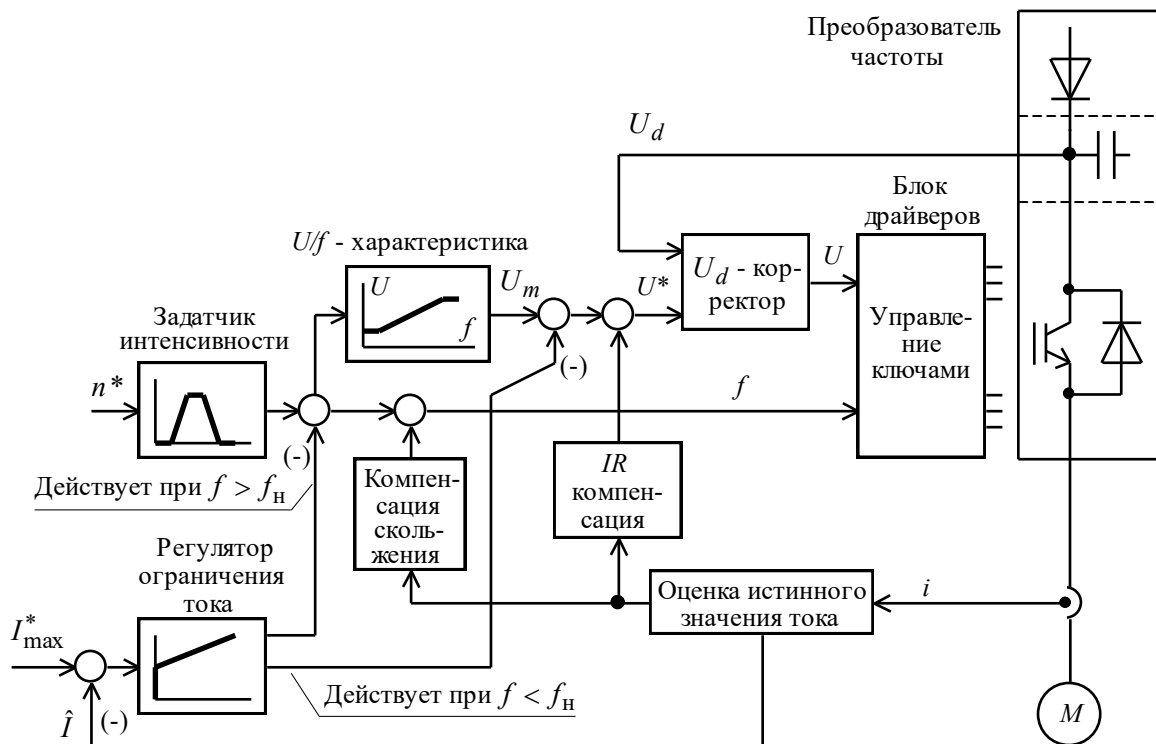 Преобразователь
частоты
U_d
Блок
драйверов
U/f - характеристика
U
f
U_m
(-)
U*
U_d - кор-
ректор
U
Управле-
ние
ключами
Задатчик
интенсивности
n*
(-)
f
Действует при f > f_н
Компен-
сация
сколь-
жения
IR
компен-
сация
Регулятор
ограничения
тока
Оценка истинного
значения тока
i
I*_max
Действует при f < f_н
Î
(-)
M